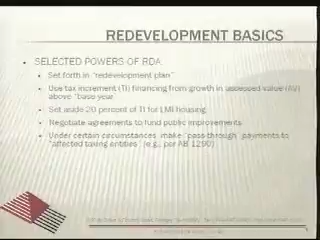 REDEVELOPMENT BASICS
• SELECTED POWERS OF RDA
• Set forth in "redevelopment plan"
• Use tax increment (TI) financing from growth in assessed value (AV)
above "base year"
• Set aside 20 percent of TI for LMI housing
• Negotiate agreements to fund public improvements
• Under certain circumstances make "pass through" payments to
"affected taxing entities" (e.g., per AB 1290)